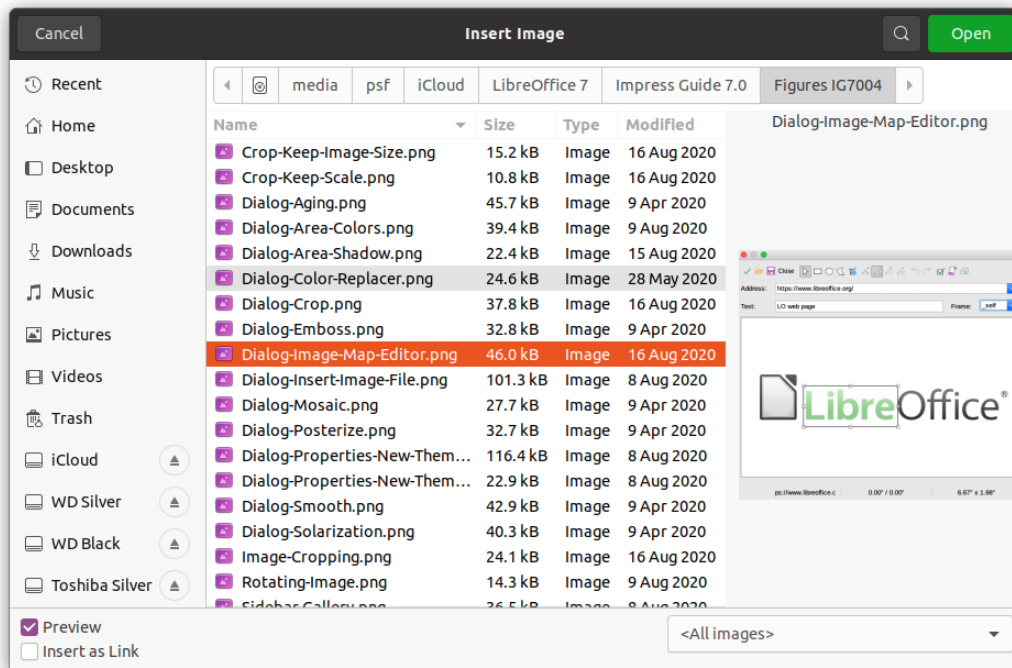 Cancel Insert Image Open
Recent
Home
Desktop
Documents
Downloads
Music
Pictures
Videos
Trash
iCloud
WD Silver
WD Black
Toshiba Silver
media psf iCloud LibreOffice 7 Impress Guide 7.0 Figures IG7004
Name Size Type Modified
Crop-Keep-Image-Size.png 15.2 kB Image 16 Aug 2020
Crop-Keep-Scale.png 10.8 kB Image 16 Aug 2020
Dialog-Aging.png 45.7 kB Image 9 Apr 2020
Dialog-Area-Colors.png 39.4 kB Image 9 Aug 2020
Dialog-Area-Shadow.png 22.4 kB Image 15 Aug 2020
Dialog-Color-Replacer.png 24.6 kB Image 28 May 2020
Dialog-Crop.png 37.8 kB Image 16 Aug 2020
Dialog-Emboss.png 32.8 kB Image 9 Apr 2020
Dialog-Image-Map-Editor.png 46.0 kB Image 16 Aug 2020
Dialog-Insert-Image-File.png 101.3 kB Image 8 Aug 2020
Dialog-Mosaic.png 27.7 kB Image 9 Apr 2020
Dialog-Posterize.png 32.7 kB Image 9 Apr 2020
Dialog-Properties-New-Them... 116.4 kB Image 8 Aug 2020
Dialog-Properties-New-Them... 22.9 kB Image 8 Aug 2020
Dialog-Smooth.png 42.9 kB Image 9 Apr 2020
Dialog-Solarization.png 40.3 kB Image 9 Apr 2020
Image-Cropping.png 24.1 kB Image 16 Aug 2020
Rotating-Image.png 14.3 kB Image 9 Aug 2020
Sidebar-Gallery.png 36.5 kB Image 8 Aug 2020
Dialog-Image-Map-Editor.png
Close
Address: https://www.libreoffice.org/
Text: LO web page Frame: _self
LibreOffice®
ps://www.libreoffice.c 0.00" / 0.00" 6.67" x 1.98"
Preview
Insert as Link
<All images>